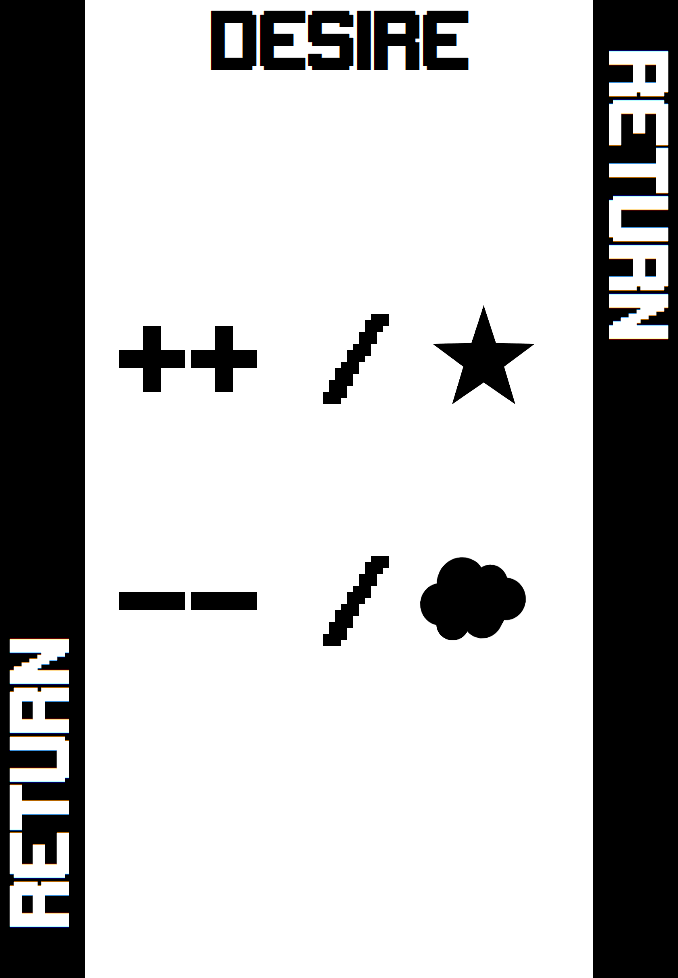 DESIRE
RETURN
++ /
-- /
RETURN